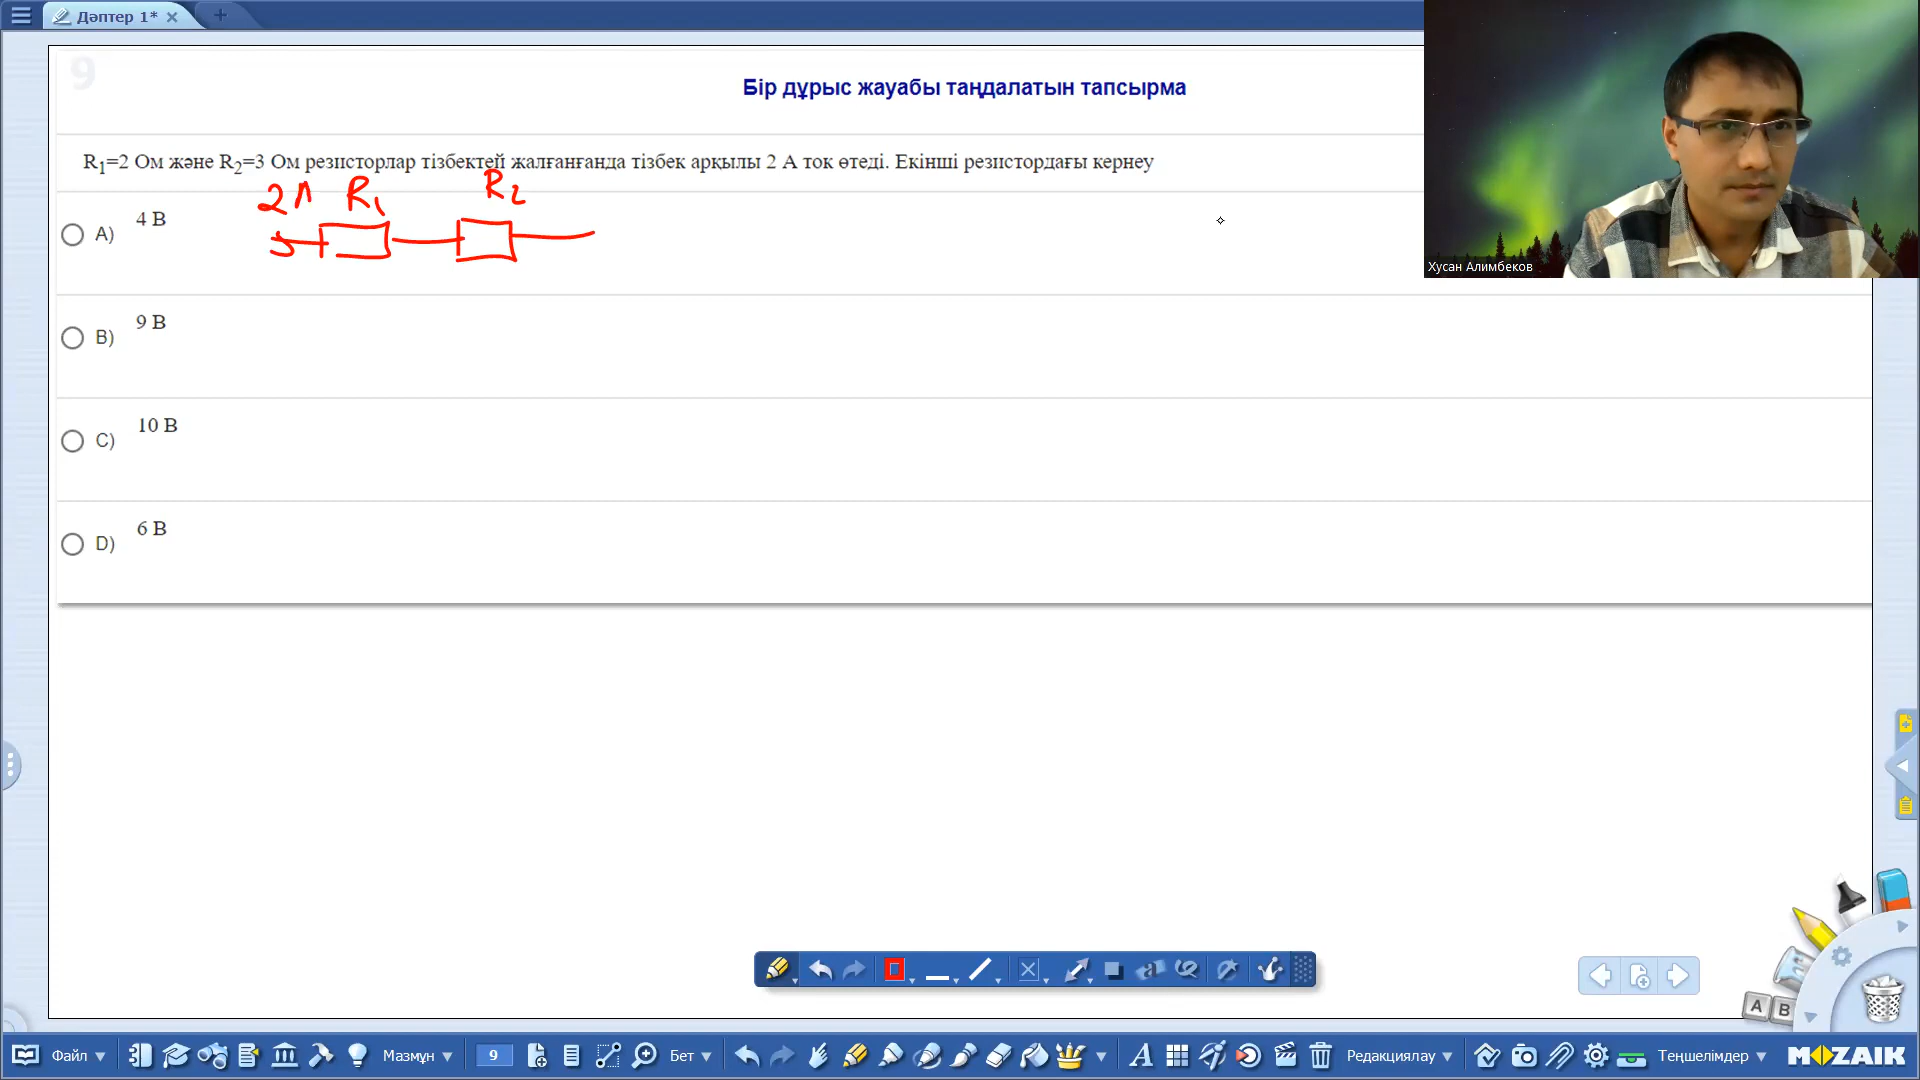 Дәптер 1*
9
Бір дұрыс жауабы таңдалатын тапсырма
R1=2 Ом және R2=3 Ом резисторлар тізбектей жалғанғанда тізбек арқылы 2 А ток өтеді. Екінші резистордағы кернеу
2А R1 R2
A) 4 В
B) 9 В
C) 10 В
D) 6 В
Хусан Алимбеков
A B
Файл Мазмұн 9 Бет A Редакциялау Теңшелімдер MOZAIK